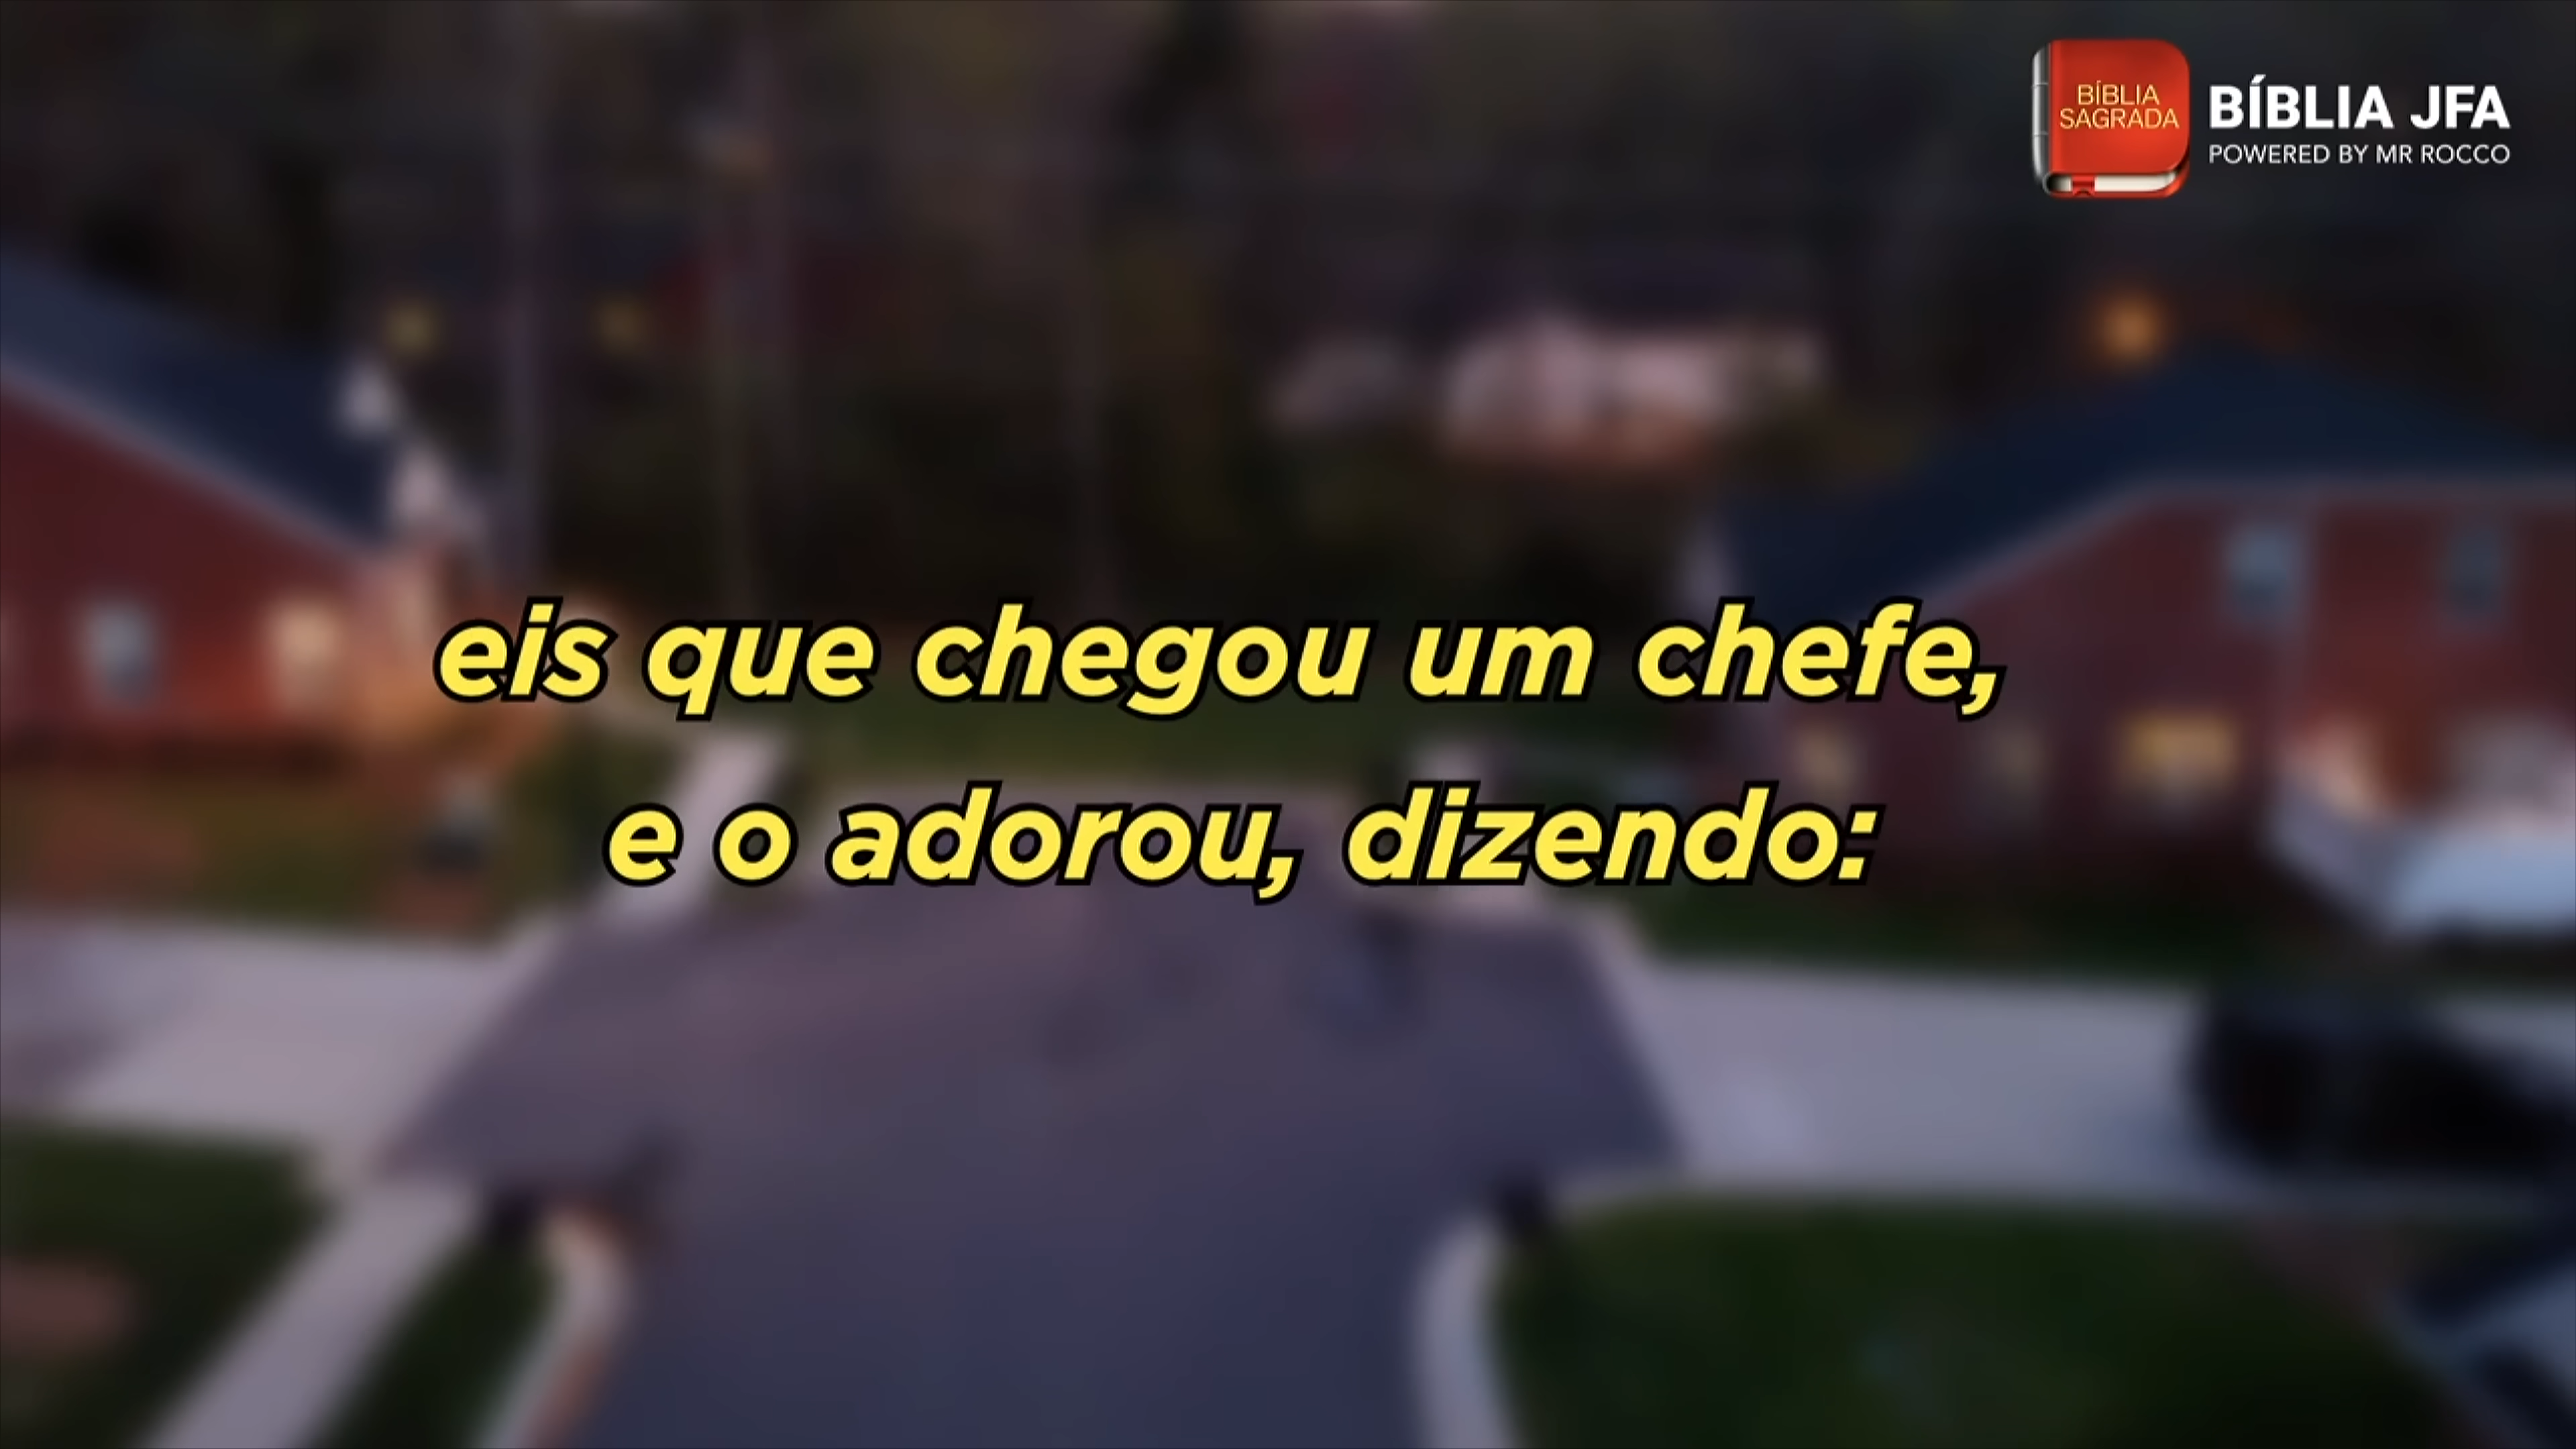 BÍBLIA
SAGRADA
BÍBLIA JFA
POWERED BY MR ROCCO
eis que chegou um chefe,
e o adorou, dizendo: